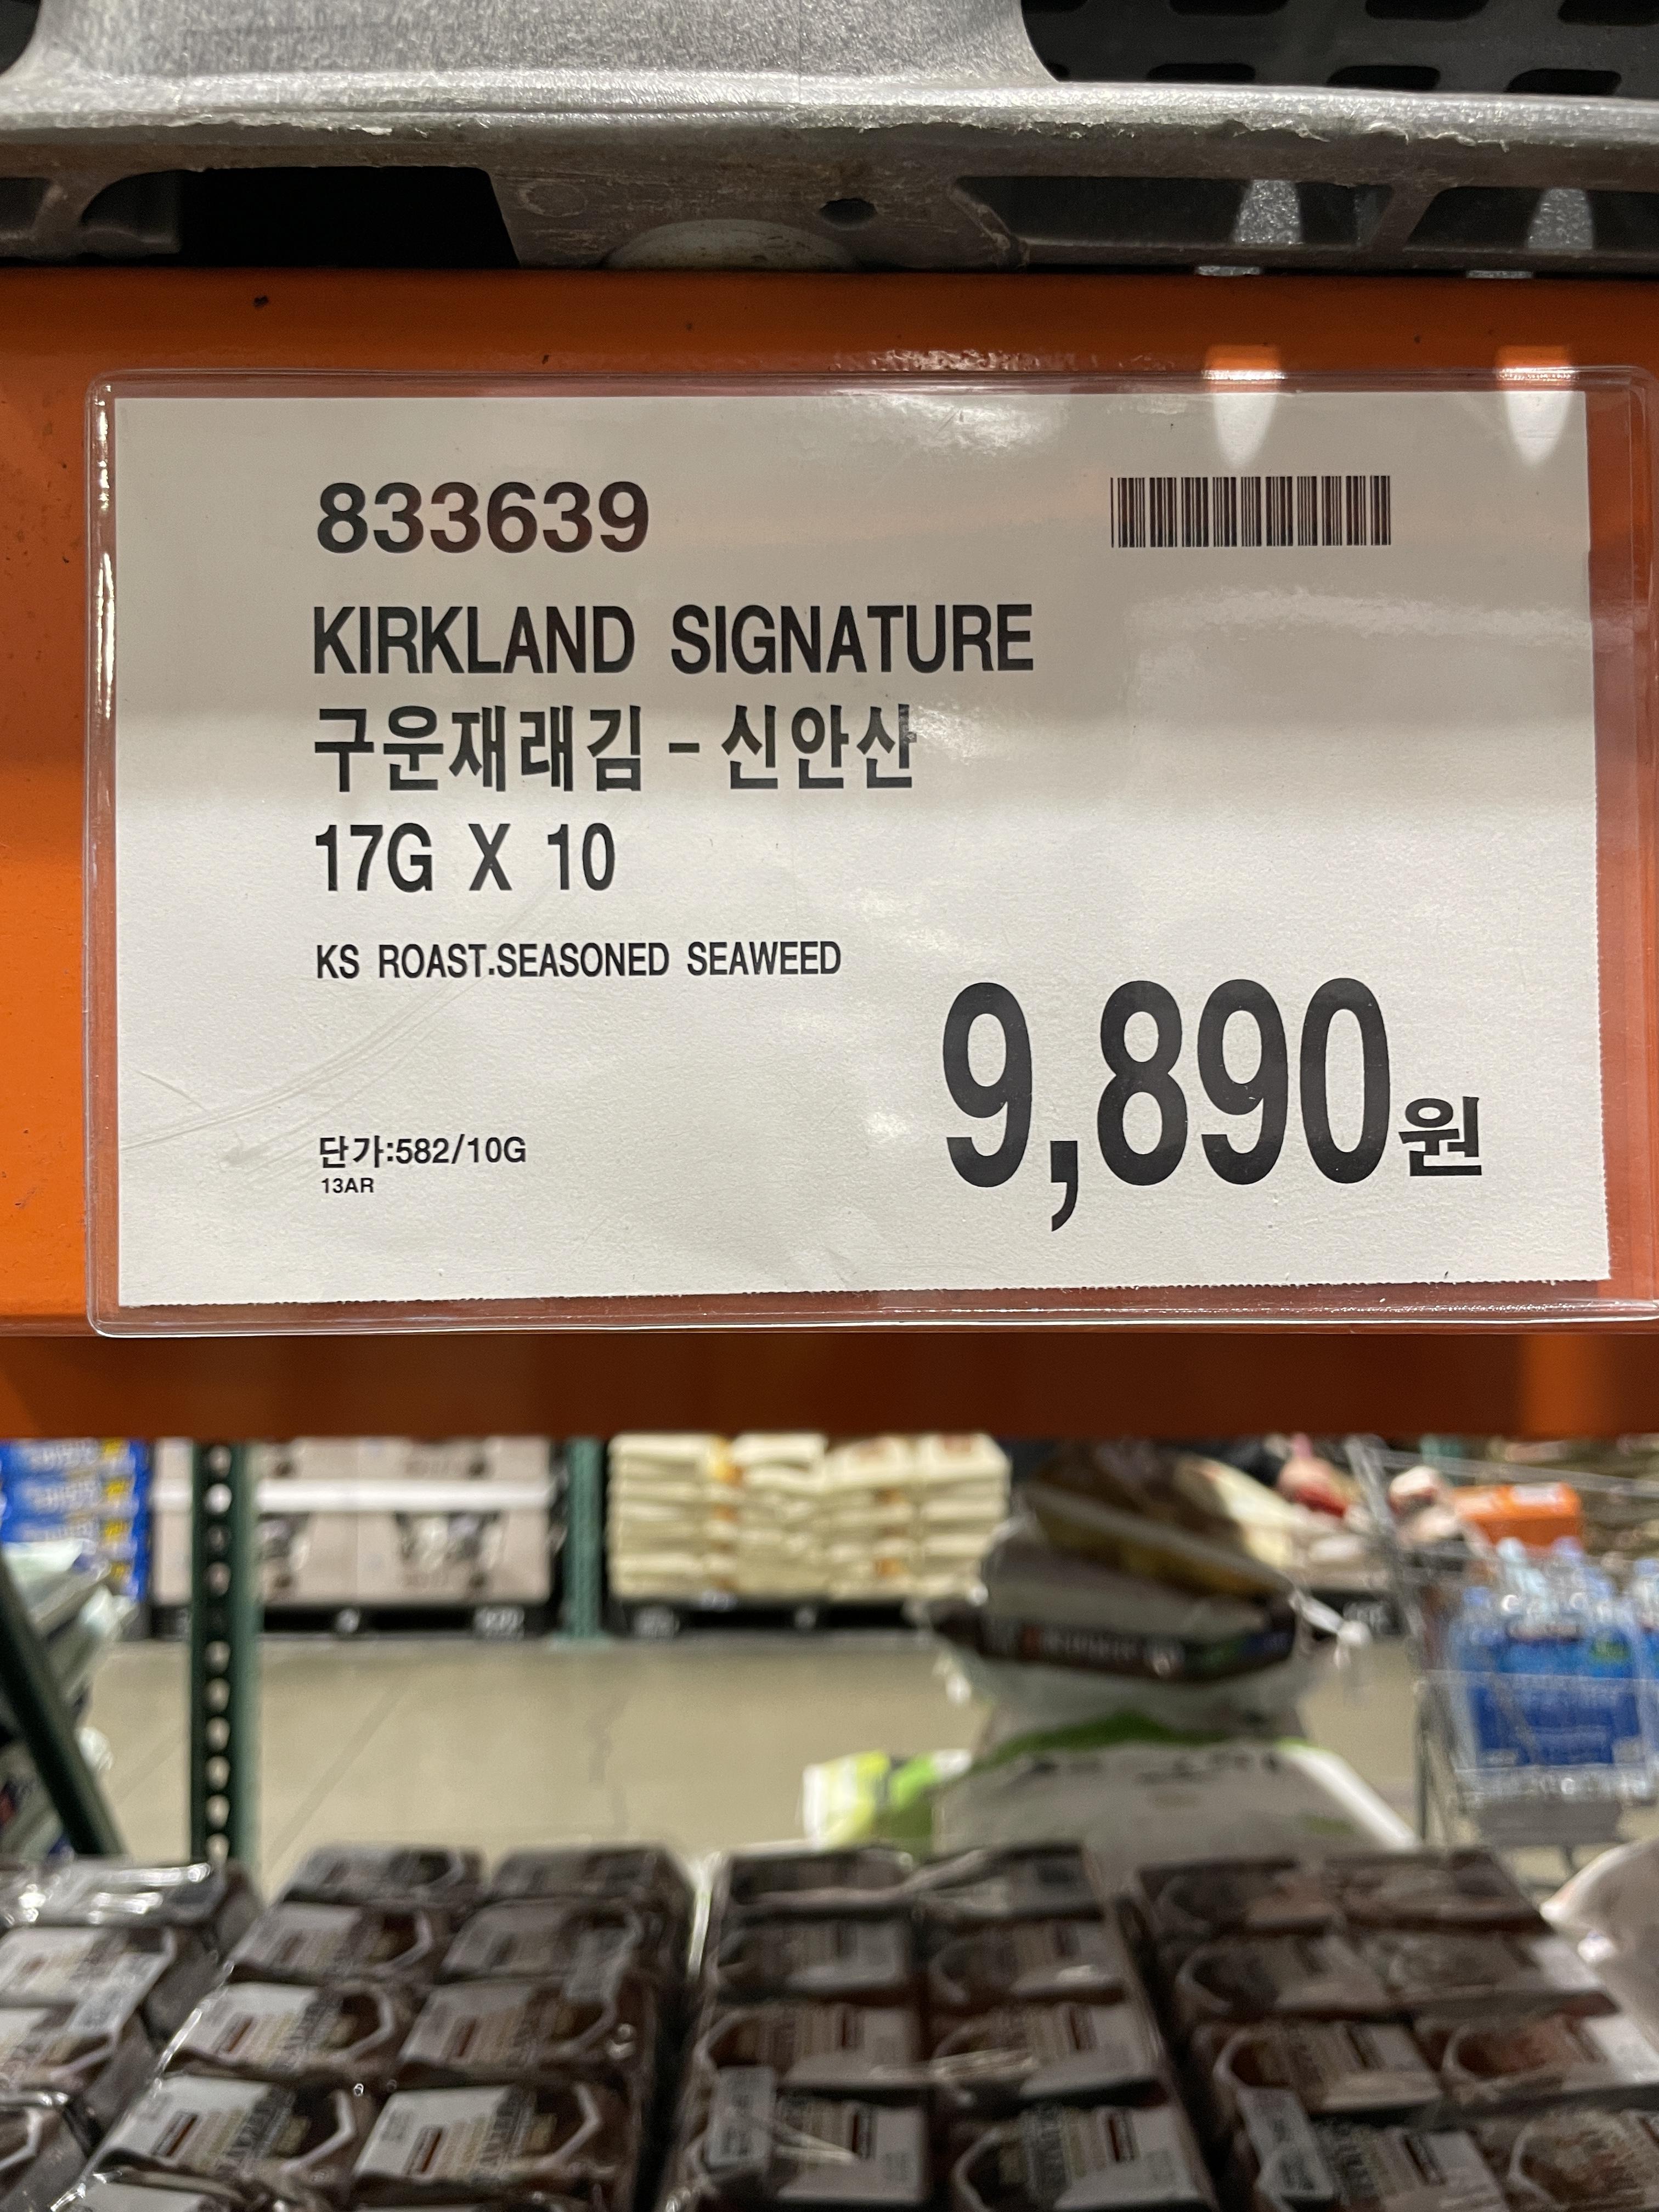 833639
KIRKLAND SIGNATURE
구운재래김 - 신안산
17G X 10
KS ROAST.SEASONED SEAWEED
9,890원
단가:582/10G
13AR